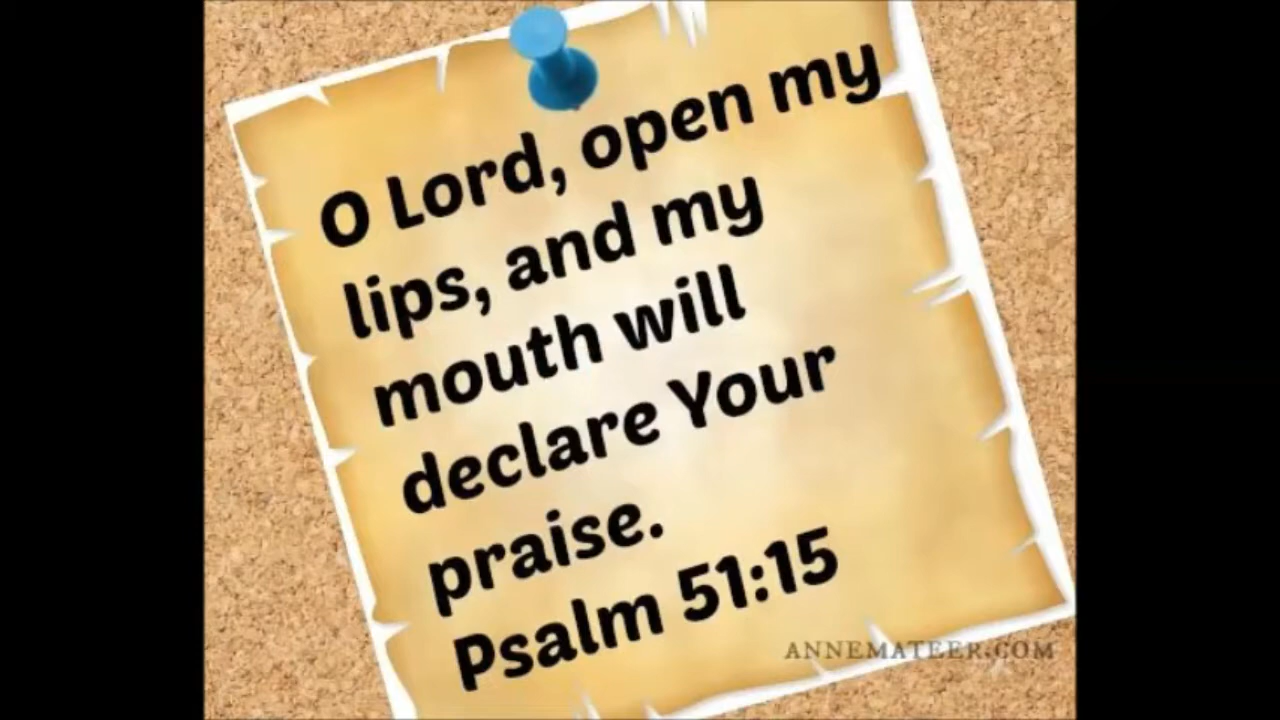 O Lord, open my
lips, and my
mouth will
declare Your
praise.
Psalm 51:15
ANNEMATEER.COM